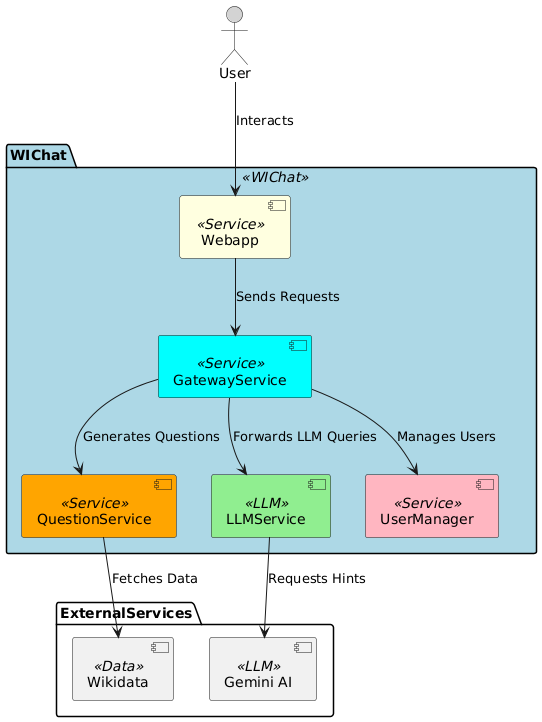 User
Interacts
WIChat
«WIChat»
«Service»
Webapp
Sends Requests
«Service»
GatewayService
Generates Questions
Forwards LLM Queries
Manages Users
«Service»
QuestionService
«LLM»
LLMService
«Service»
UserManager
Fetches Data
Requests Hints
ExternalServices
«Data»
Wikidata
«LLM»
Gemini AI